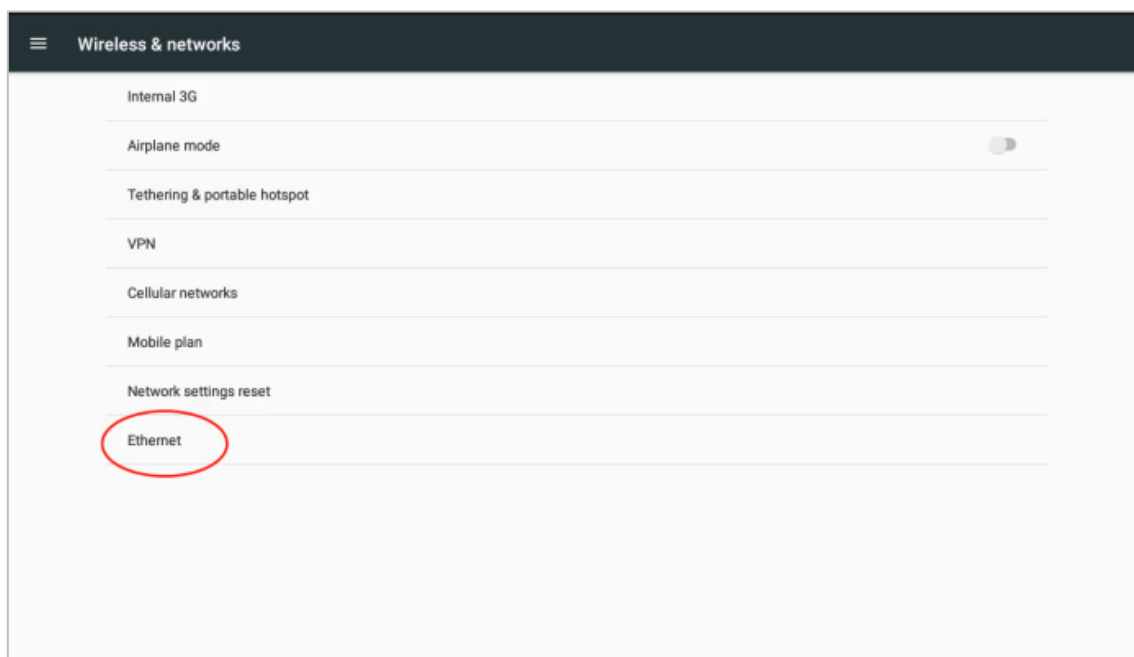 Wireless & networks
Internal 3G
Airplane mode
Tethering & portable hotspot
VPN
Cellular networks
Mobile plan
Network settings reset
Ethernet